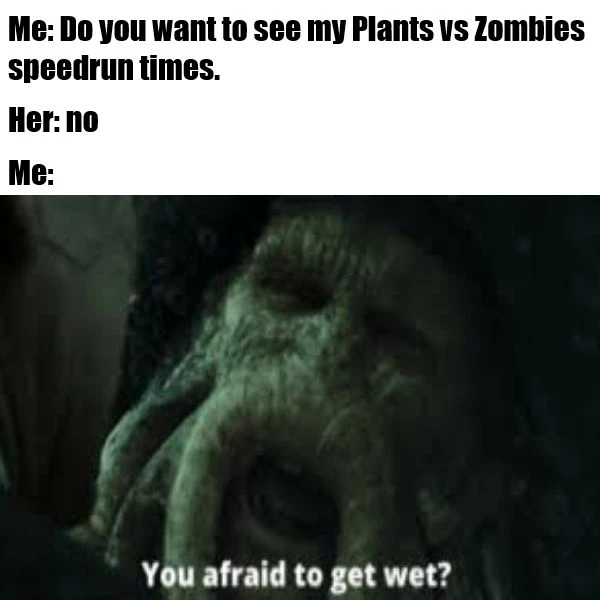 Me: Do you want to see my Plants vs Zombies
speedrun times.
Her: no
Me:
You afraid to get wet?